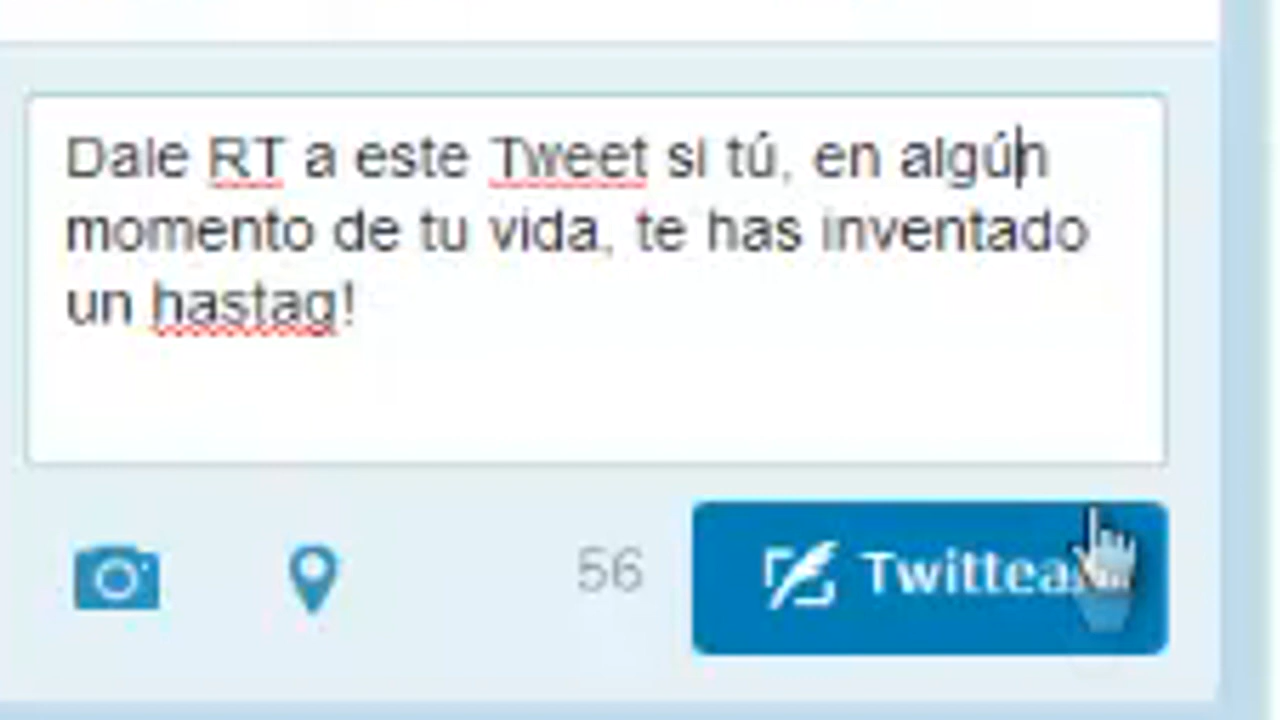 Dale RT a este Tweet si tú, en algún
momento de tu vida, te has inventado
un hastag!
56
Twittear